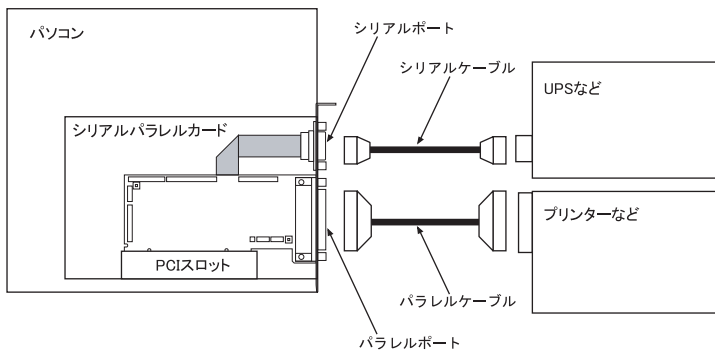 パソコン
シリアルポート
シリアルケーブル
UPSなど
シリアルパラレルカード
プリンターなど
PCIスロット
パラレルケーブル
パラレルポート